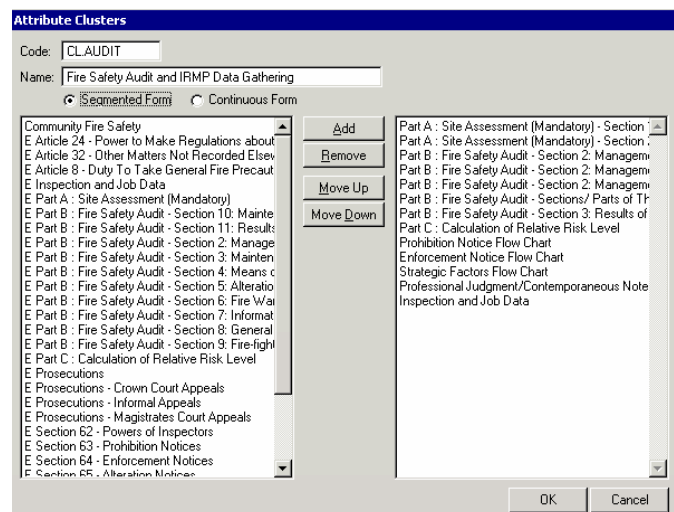 Attribute Clusters
Code: CL.AUDIT
Name: Fire Safety Audit and IRMP Data Gathering
Segmented Form Continuous Form
Community Fire Safety
E Article 24 - Power to Make Regulations about
E Article 32 - Other Matters Not Recorded Elsew
E Article 8 - Duty To Take General Fire Precaut
E Inspection and Job Data
E Part A : Site Assessment (Mandatory)
E Part B : Fire Safety Audit - Section 10: Mainte
E Part B : Fire Safety Audit - Section 11: Results
E Part B : Fire Safety Audit - Section 2: Manage
E Part B : Fire Safety Audit - Section 3: Mainten
E Part B : Fire Safety Audit - Section 4: Means o
E Part B : Fire Safety Audit - Section 5: Alteratio
E Part B : Fire Safety Audit - Section 6: Fire War
E Part B : Fire Safety Audit - Section 7: Informat
E Part B : Fire Safety Audit - Section 8: General
E Part B : Fire Safety Audit - Section 9: Fire-fight
E Part C : Calculation of Relative Risk Level
E Prosecutions
E Prosecutions - Crown Court Appeals
E Prosecutions - Informal Appeals
E Prosecutions - Magistrates Court Appeals
E Section 62 - Powers of Inspectors
E Section 63 - Prohibition Notices
E Section 64 - Enforcement Notices
E Section 65 - Alteration Notices
Add
Remove
Move Up
Move Down
Part A : Site Assessment (Mandatory) - Section
Part A : Site Assessment (Mandatory) - Section
Part B : Fire Safety Audit - Section 2: Manageme
Part B : Fire Safety Audit - Section 2: Manageme
Part B : Fire Safety Audit - Section 2: Manageme
Part B : Fire Safety Audit - Sections/ Parts of Th
Part B : Fire Safety Audit - Section 3: Results of
Part C : Calculation of Relative Risk Level
Prohibition Notice Flow Chart
Enforcement Notice Flow Chart
Strategic Factors Flow Chart
Professional Judgment/Contemporaneous Note
Inspection and Job Data
OK Cancel